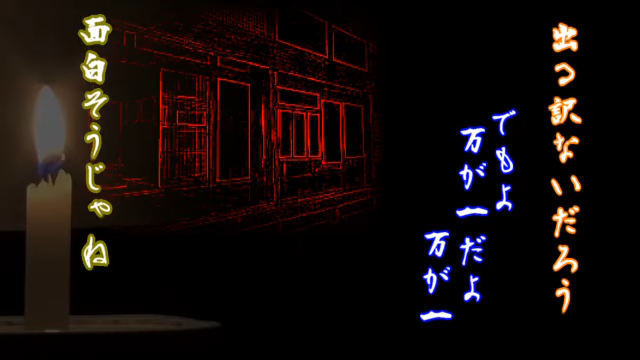 出る訳ないだろう
でもよ
万が一だよ
万が一
面白そうじゃね